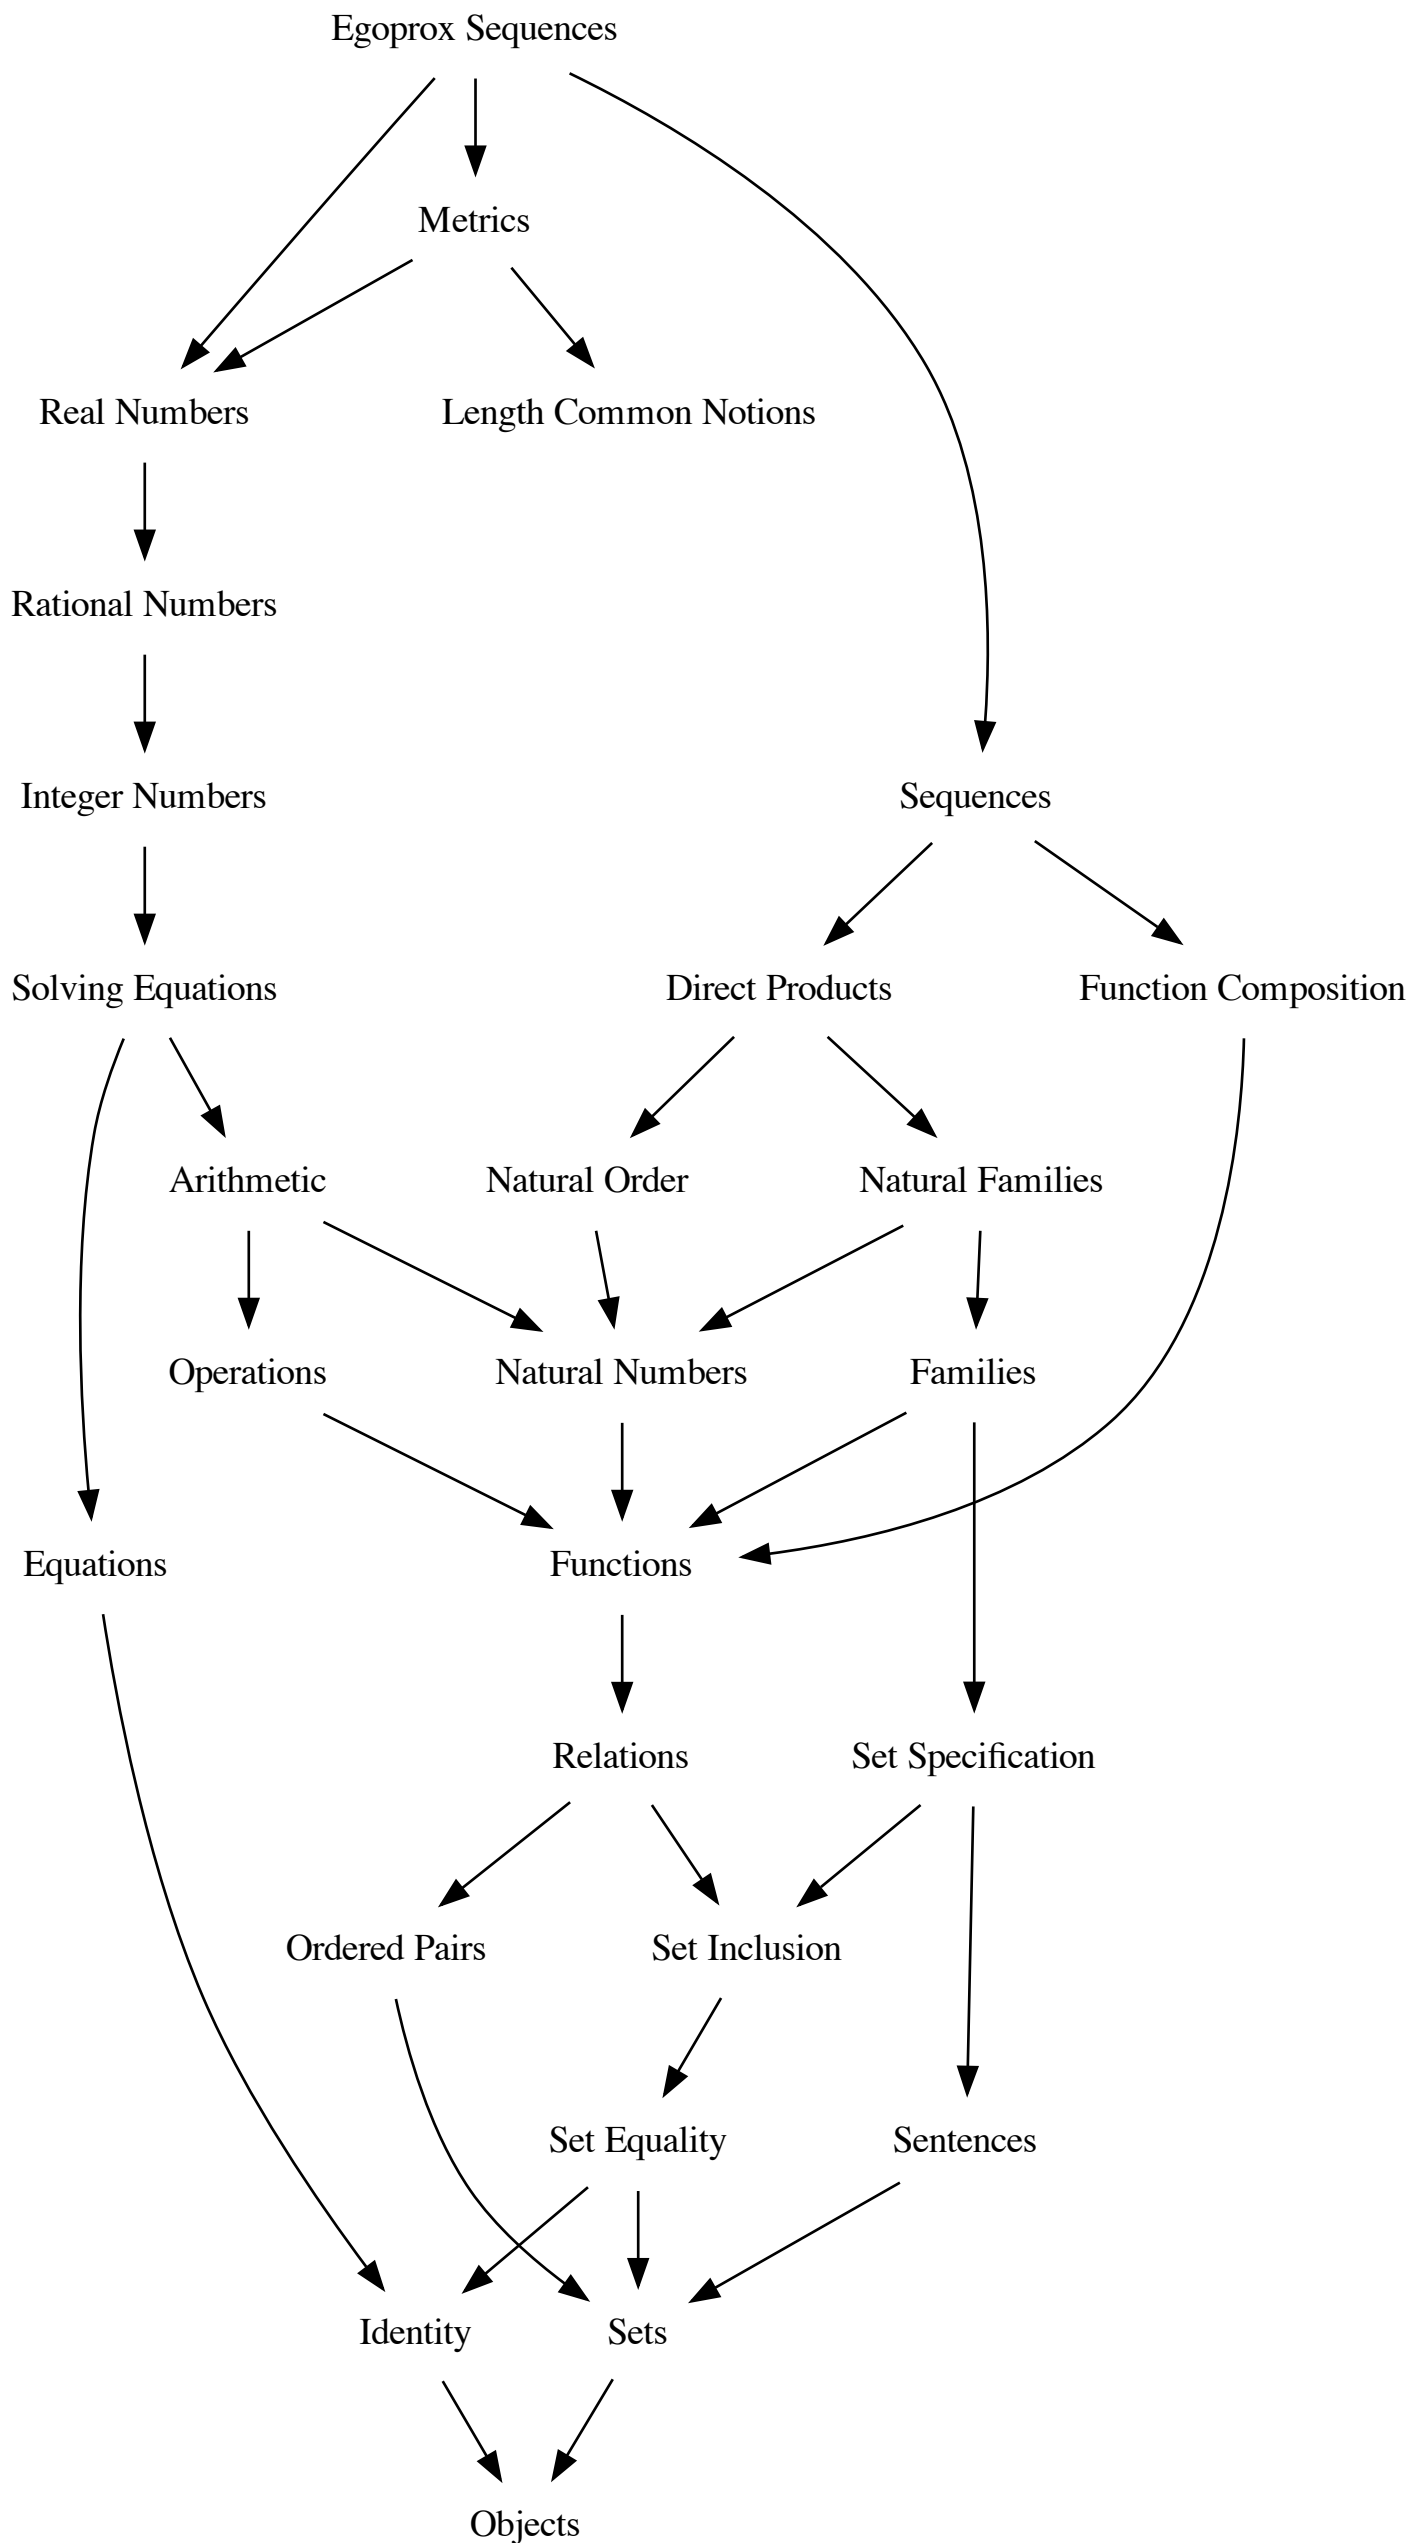 Egoprox Sequences
Metrics
Real Numbers
Length Common Notions
Rational Numbers
Integer Numbers
Sequences
Solving Equations
Direct Products
Function Composition
Arithmetic
Natural Order
Natural Families
Operations
Natural Numbers
Families
Equations
Functions
Relations
Set Specification
Ordered Pairs
Set Inclusion
Set Equality
Sentences
Identity
Sets
Objects